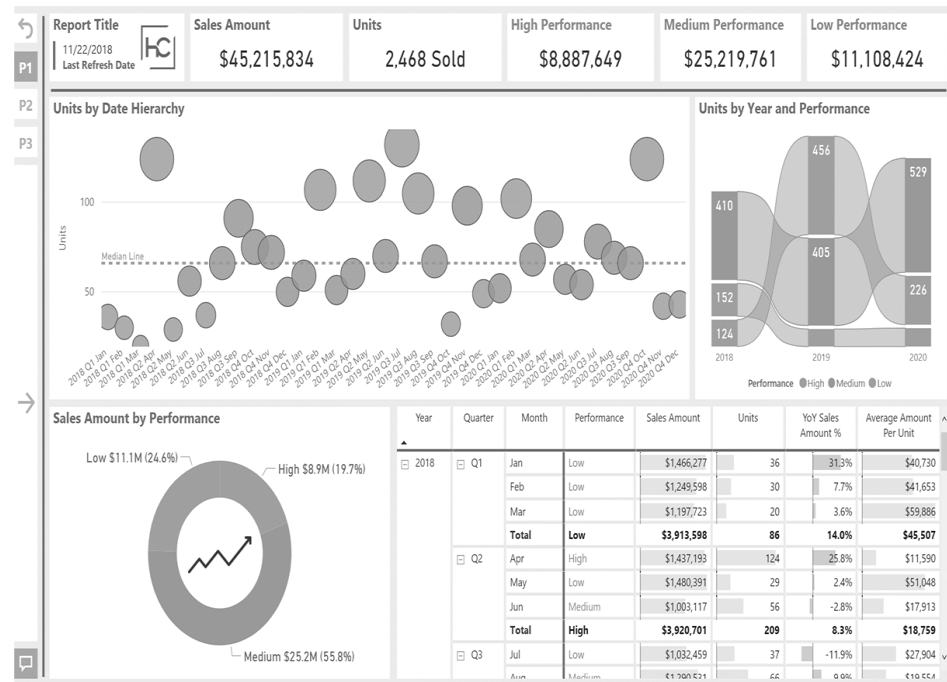 Report Title
11/22/2018
Last Refresh Date
hc
Sales Amount
$45,215,834
Units
2,468 Sold
High Performance
$8,887,649
Medium Performance
$25,219,761
Low Performance
$11,108,424
P1
P2
P3
Units by Date Hierarchy
Units
100
50
Median Line
2018 Q1 Jan
2018 Q1 Feb
2018 Q1 Mar
2018 Q2 Apr
2018 Q2 May
2018 Q2 Jun
2018 Q3 Jul
2018 Q3 Aug
2018 Q3 Sep
2018 Q4 Oct
2018 Q4 Nov
2018 Q4 Dec
2019 Q1 Jan
2019 Q1 Feb
2019 Q1 Mar
2019 Q2 Apr
2019 Q2 May
2019 Q2 Jun
2019 Q3 Jul
2019 Q3 Aug
2019 Q3 Sep
2019 Q4 Oct
2019 Q4 Nov
2019 Q4 Dec
2020 Q1 Jan
2020 Q1 Feb
2020 Q1 Mar
2020 Q2 Apr
2020 Q2 May
2020 Q2 Jun
2020 Q3 Jul
2020 Q3 Aug
2020 Q3 Sep
2020 Q4 Oct
2020 Q4 Nov
2020 Q4 Dec
Units by Year and Performance
410
152
124
456
405
529
226
2018 2019 2020
Performance High Medium Low
Sales Amount by Performance
Low $11.1M (24.6%)
High $8.9M (19.7%)
Medium $25.2M (55.8%)
Year Quarter Month Performance Sales Amount Units YoY Sales Average Amount
Amount % Per Unit
2018 Q1 Jan Low $1,466,277 36 31.3% $40,730
Feb Low $1,249,598 30 7.7% $41,653
Mar Low $1,197,723 20 3.6% $59,886
Total Low $3,913,598 86 14.0% $45,507
Q2 Apr High $1,437,193 124 25.8% $11,590
May Low $1,480,391 29 2.4% $51,048
Jun Medium $1,003,117 56 -2.8% $17,913
Total High $3,920,701 209 8.3% $18,759
Q3 Jul Low $1,032,459 37 -11.9% $27,904
Aug Medium $1,290,531 66 9.9% $19,554